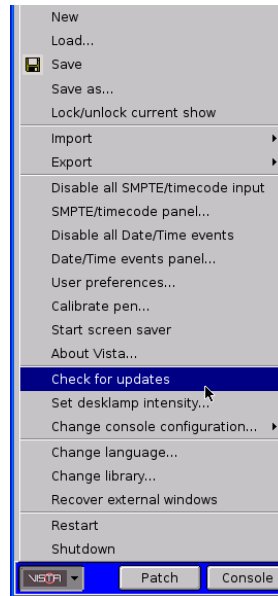 New
Load...
Save
Save as...
Lock/unlock current show
Import
Export
Disable all SMPTE/timecode input
SMPTE/timecode panel...
Disable all Date/Time events
Date/Time events panel...
User preferences...
Calibrate pen...
Start screen saver
About Vista...
Check for updates
Set desklamp intensity...
Change console configuration...
Change language...
Change library...
Recover external windows
Restart
Shutdown
VISTA Patch Console